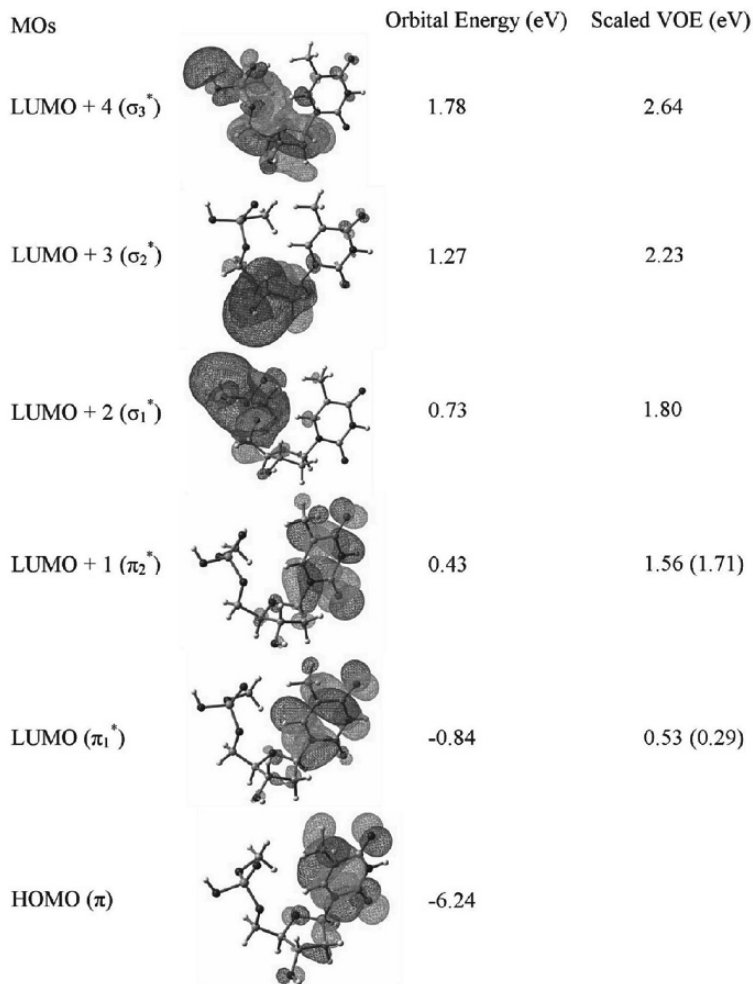 MOs Orbital Energy (eV) Scaled VOE (eV)
LUMO + 4 (σ₃*) 1.78 2.64
LUMO + 3 (σ₂*) 1.27 2.23
LUMO + 2 (σ₁*) 0.73 1.80
LUMO + 1 (π₂*) 0.43 1.56 (1.71)
LUMO (π₁*) -0.84 0.53 (0.29)
HOMO (π) -6.24